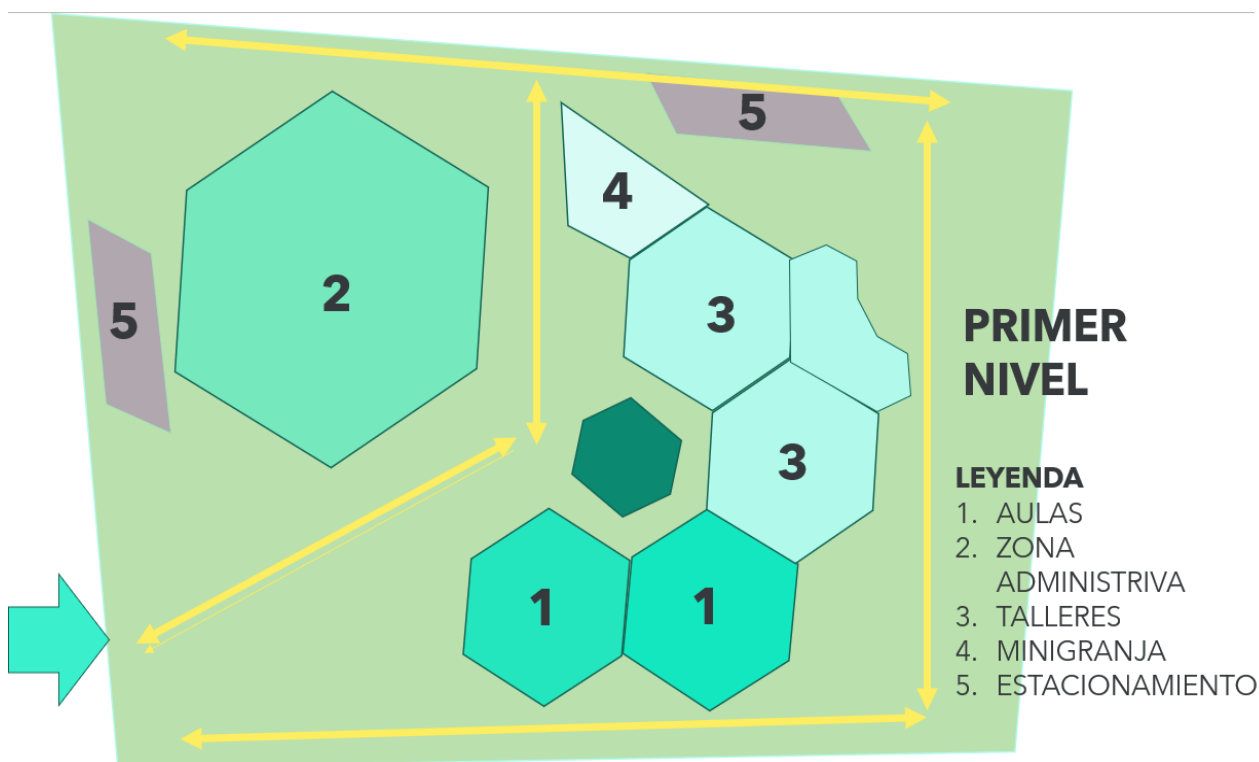 5
4
2
3
5
PRIMER
NIVEL
3
LEYENDA
1. AULAS
2. ZONA
ADMINISTRIVA
1
1
3. TALLERES
4. MINIGRANJA
5. ESTACIONAMIENTO